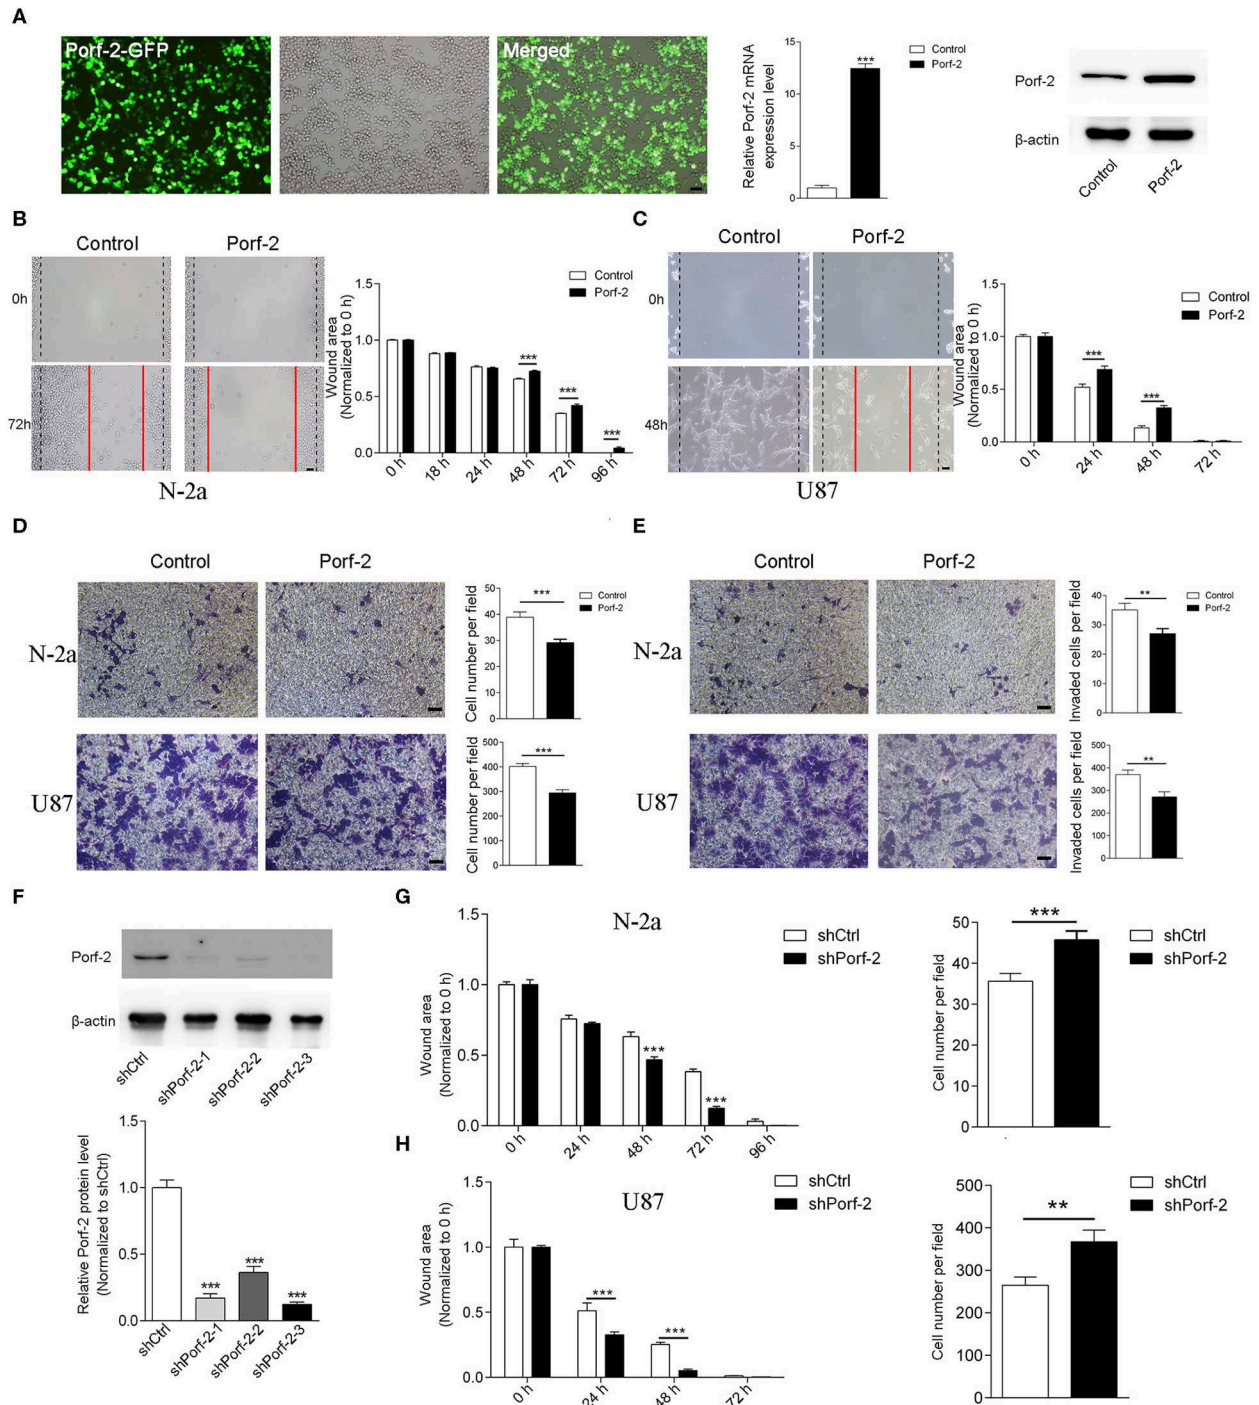 A
Porf-2-GFP
Merged
Relative Porf-2 mRNA
expression level
15
10
5
0
***
Control
Porf-2
Porf-2
β-actin
Control
Porf-2
B
Control
Porf-2
0h
72h
N-2a
Wound area
(Normalized to 0 h)
1.5
1.0
0.5
0.0
***
***
***
Control
Porf-2
0 h
18 h
24 h
48 h
72 h
96 h
C
Control
Porf-2
0h
48h
U87
Wound area
(Normalized to 0 h)
1.5
1.0
0.5
0.0
***
***
Control
Porf-2
0 h
24 h
48 h
72 h
D
Control
Porf-2
N-2a
Cell number per field
50
40
30
20
10
0
***
Control
Porf-2
U87
Cell number per field
500
400
300
200
100
0
***
E
Control
Porf-2
N-2a
Invaded cells per field
40
30
20
10
0
**
Control
Porf-2
U87
Invaded cells per field
500
400
300
200
100
0
**
F
Porf-2
β-actin
shCtrl
shPorf-2-1
shPorf-2-2
shPorf-2-3
Relative Porf-2 protein level
(Normalized to shCtrl)
1.5
1.0
0.5
0.0
***
***
***
shCtrl
shPorf-2-1
shPorf-2-2
shPorf-2-3
G
N-2a
Wound area
(Normalized to 0 h)
1.5
1.0
0.5
0.0
***
***
shCtrl
shPorf-2
0 h
24 h
48 h
72 h
96 h
Cell number per field
50
40
30
20
10
0
***
shCtrl
shPorf-2
H
U87
Wound area
(Normalized to 0 h)
1.5
1.0
0.5
0.0
***
***
shCtrl
shPorf-2
0 h
24 h
48 h
72 h
Cell number per field
500
400
300
200
100
0
**
shCtrl
shPorf-2